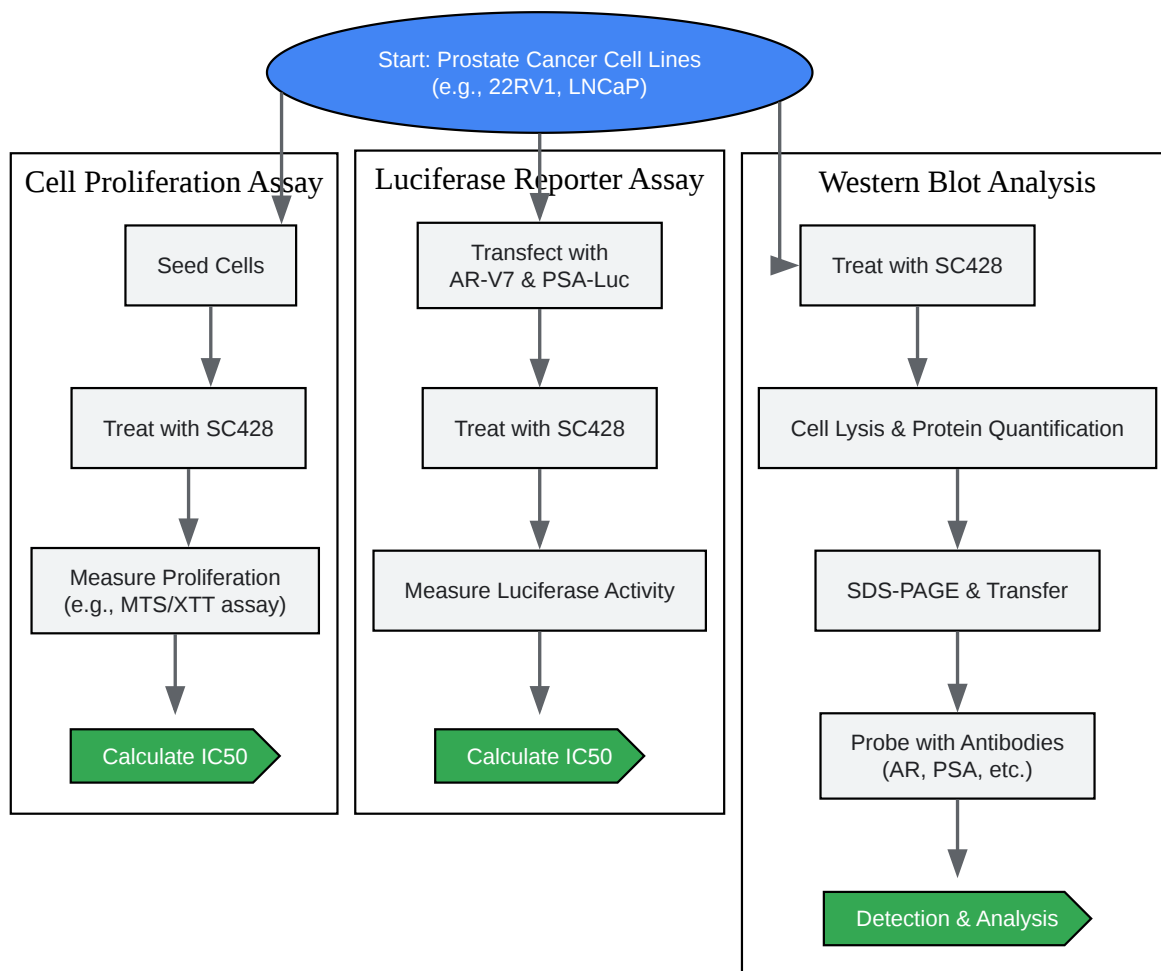 Start: Prostate Cancer Cell Lines
(e.g., 22RV1, LNCaP)
Cell Proliferation Assay
Seed Cells
Treat with SC428
Measure Proliferation
(e.g., MTS/XTT assay)
Calculate IC50
Luciferase Reporter Assay
Transfect with
AR-V7 & PSA-Luc
Treat with SC428
Measure Luciferase Activity
Calculate IC50
Western Blot Analysis
Treat with SC428
Cell Lysis & Protein Quantification
SDS-PAGE & Transfer
Probe with Antibodies
(AR, PSA, etc.)
Detection & Analysis